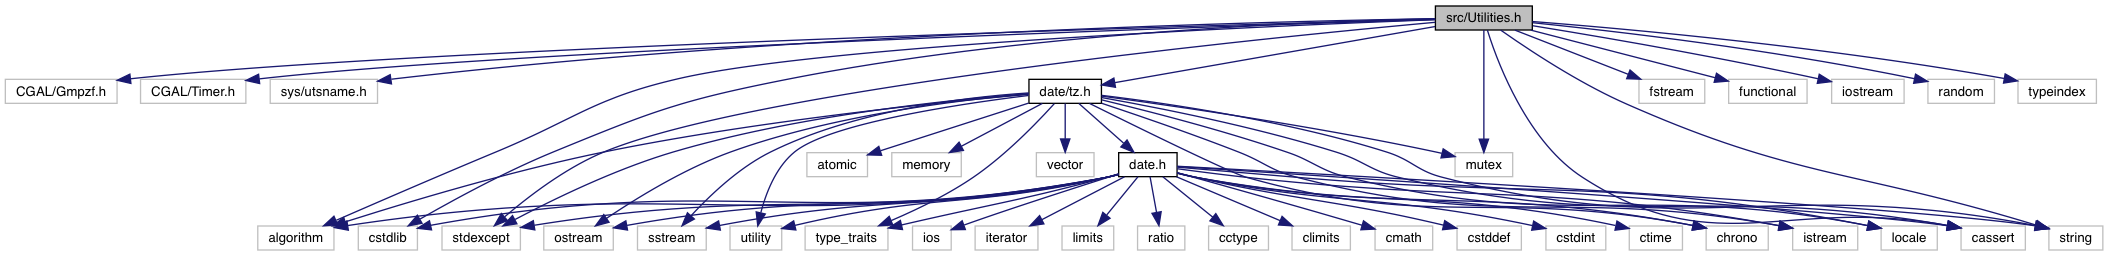 src/Utilities.h
CGAL/Gmpzf.h
CGAL/Timer.h
sys/utsname.h
date/tz.h
fstream
functional
iostream
random
typeindex
atomic
memory
vector
date.h
mutex
algorithm
cstdlib
stdexcept
ostream
sstream
utility
type_traits
ios
iterator
limits
ratio
cctype
climits
cmath
cstddef
cstdint
ctime
chrono
istream
locale
cassert
string